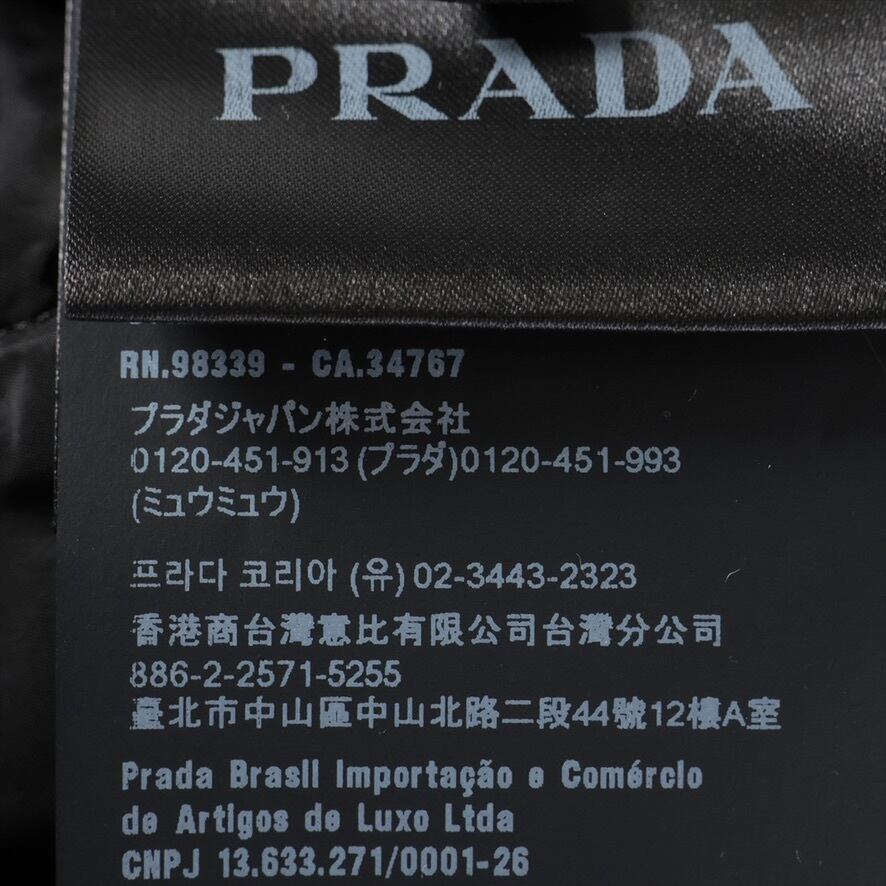 PRADA
RN.98339 - CA.34767
プラダジャパン株式会社
0120-451-913 (プラダ)0120-451-993
(ミュウミュウ)
프라다 코리아 (유) 02-3443-2323
香港商台灣意比有限公司台灣分公司
886-2-2571-5255
臺北市中山區中山北路二段44號12樓A室
Prada Brasil Importação e Comércio
de Artigos de Luxo Ltda
CNPJ 13.633.271/0001-26